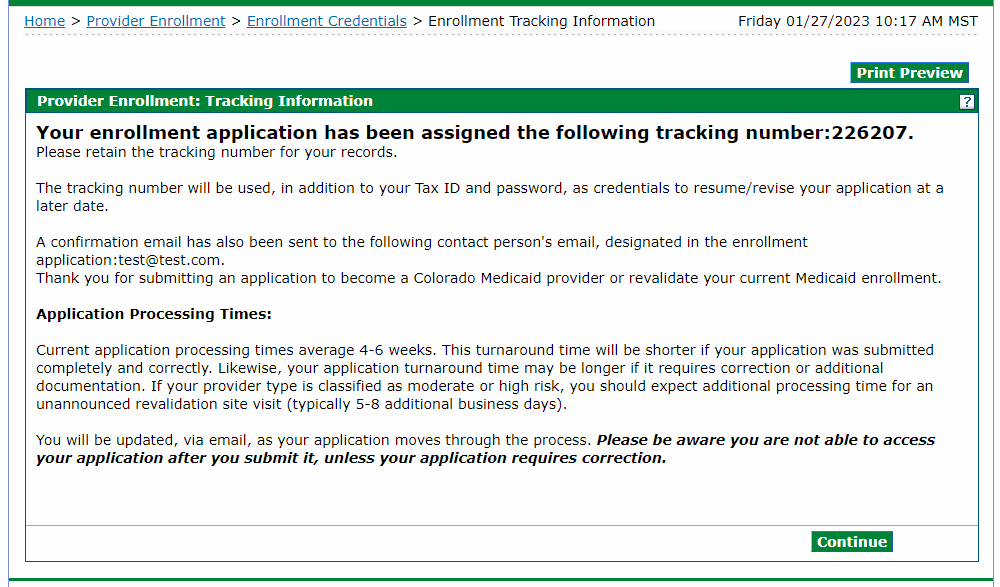 Home > Provider Enrollment > Enrollment Credentials > Enrollment Tracking Information Friday 01/27/2023 10:17 AM MST
Print Preview
Provider Enrollment: Tracking Information ?
Your enrollment application has been assigned the following tracking number:226207.
Please retain the tracking number for your records.
The tracking number will be used, in addition to your Tax ID and password, as credentials to resume/revise your application at a
later date.
A confirmation email has also been sent to the following contact person's email, designated in the enrollment
application:test@test.com.
Thank you for submitting an application to become a Colorado Medicaid provider or revalidate your current Medicaid enrollment.
Application Processing Times:
Current application processing times average 4-6 weeks. This turnaround time will be shorter if your application was submitted
completely and correctly. Likewise, your application turnaround time may be longer if it requires correction or additional
documentation. If your provider type is classified as moderate or high risk, you should expect additional processing time for an
unannounced revalidation site visit (typically 5-8 additional business days).
You will be updated, via email, as your application moves through the process. Please be aware you are not able to access
your application after you submit it, unless your application requires correction.
Continue